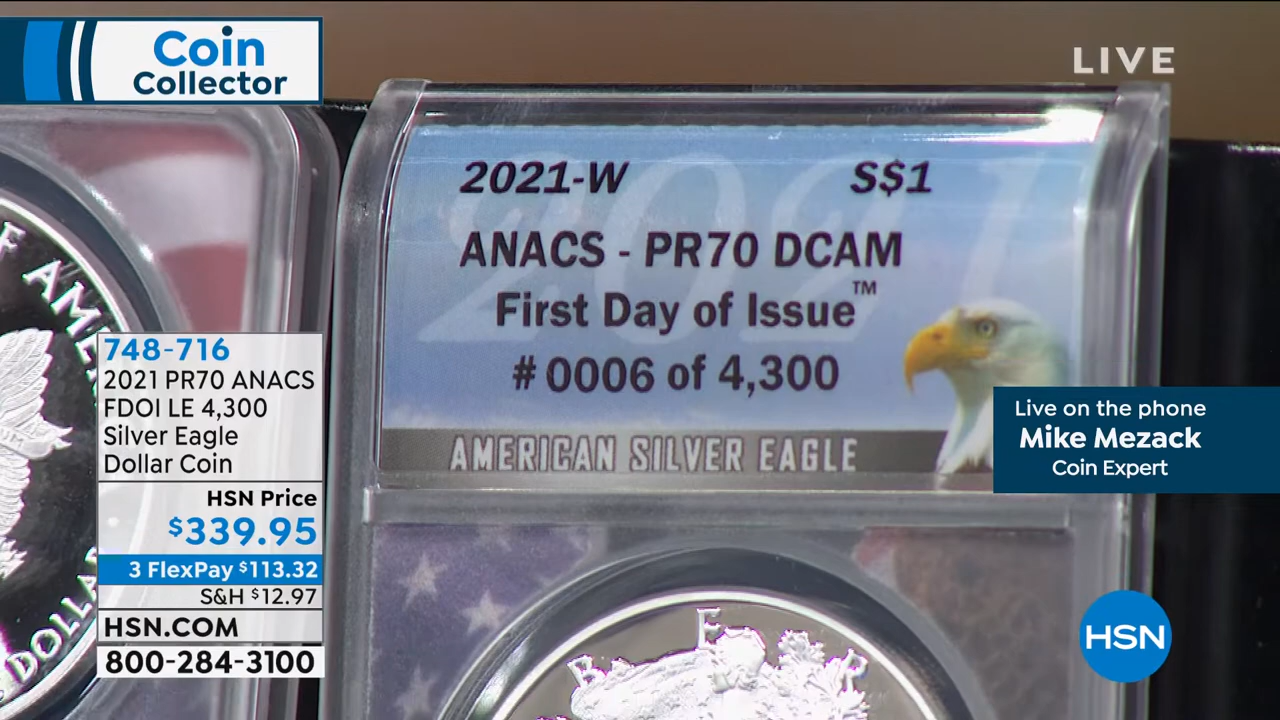 Coin
Collector
LIVE
2021-W S$1
ANACS - PR70 DCAM
First Day of Issue™
# 0006 of 4,300
AMERICAN SILVER EAGLE
748-716
2021 PR70 ANACS
FDOI LE 4,300
Silver Eagle
Dollar Coin
HSN Price
$339.95
3 FlexPay $113.32
S&H $12.97
HSN.COM
800-284-3100
Live on the phone
Mike Mezack
Coin Expert
HSN